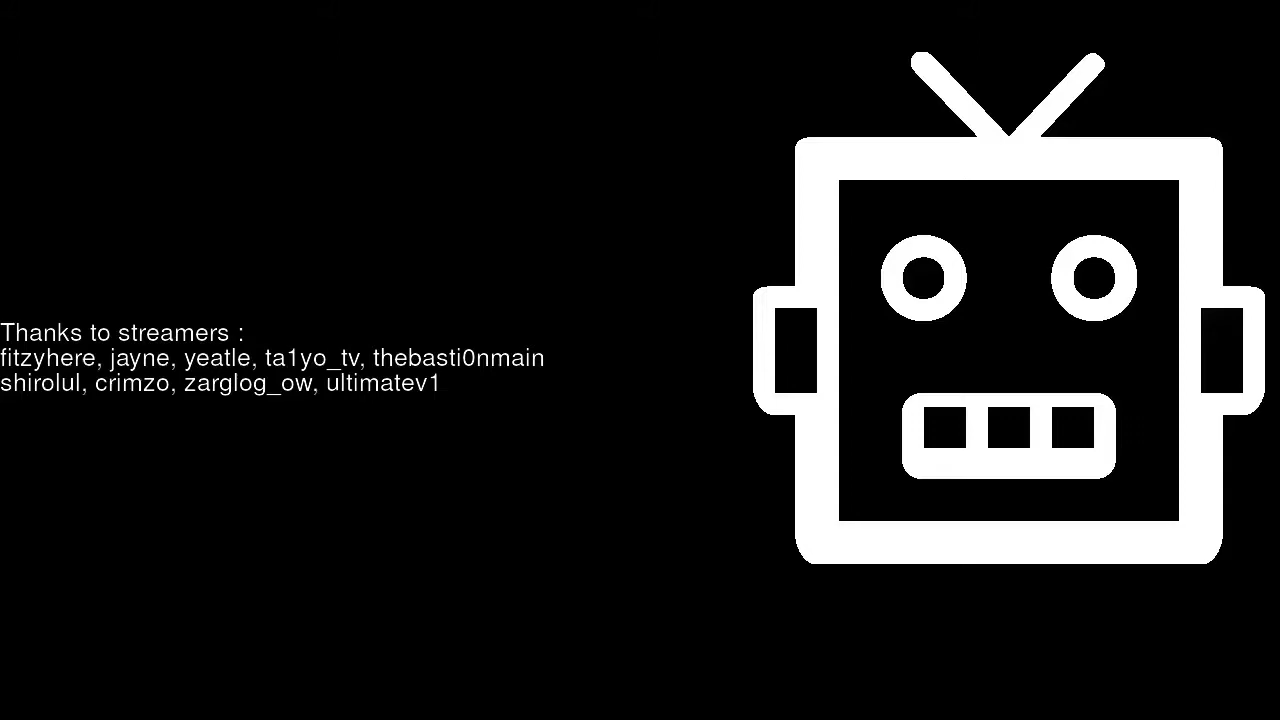 Thanks to streamers :
fitzyhere, jayne, yeatle, ta1yo_tv, thebasti0nmain
shirolul, crimzo, zarglog_ow, ultimatev1